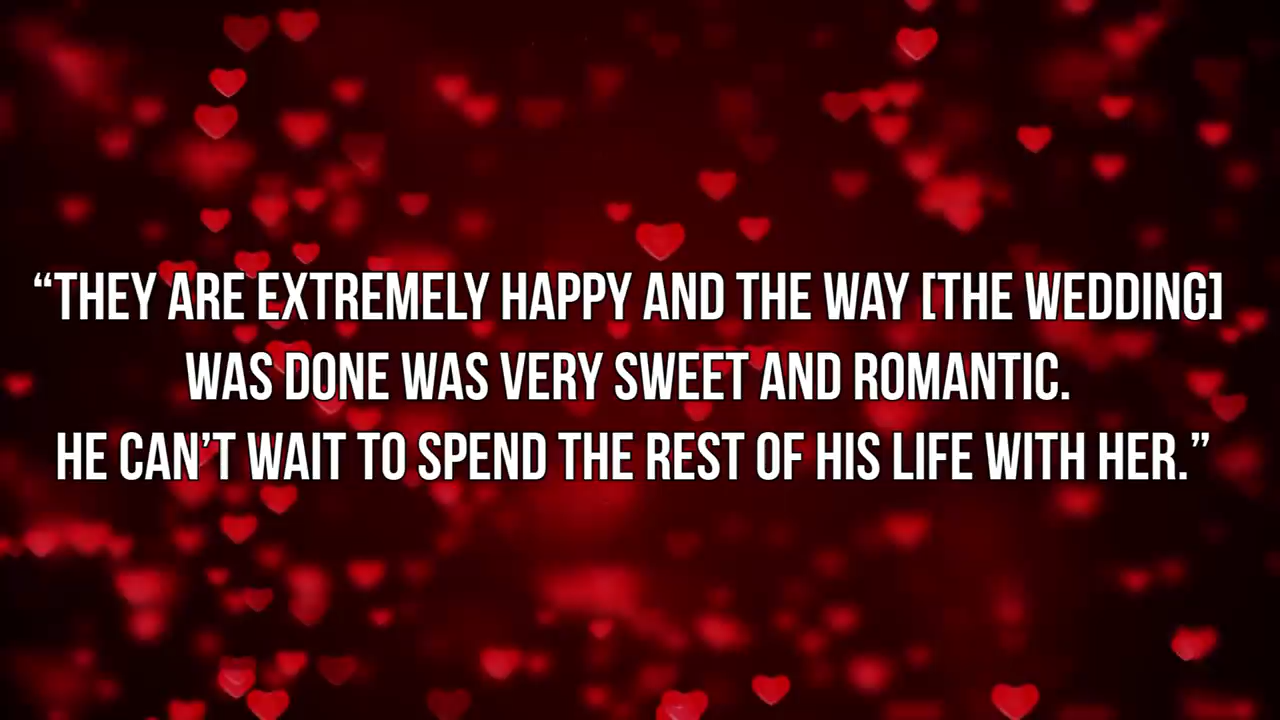 “THEY ARE EXTREMELY HAPPY AND THE WAY [THE WEDDING]
WAS DONE WAS VERY SWEET AND ROMANTIC.
HE CAN’T WAIT TO SPEND THE REST OF HIS LIFE WITH HER.”